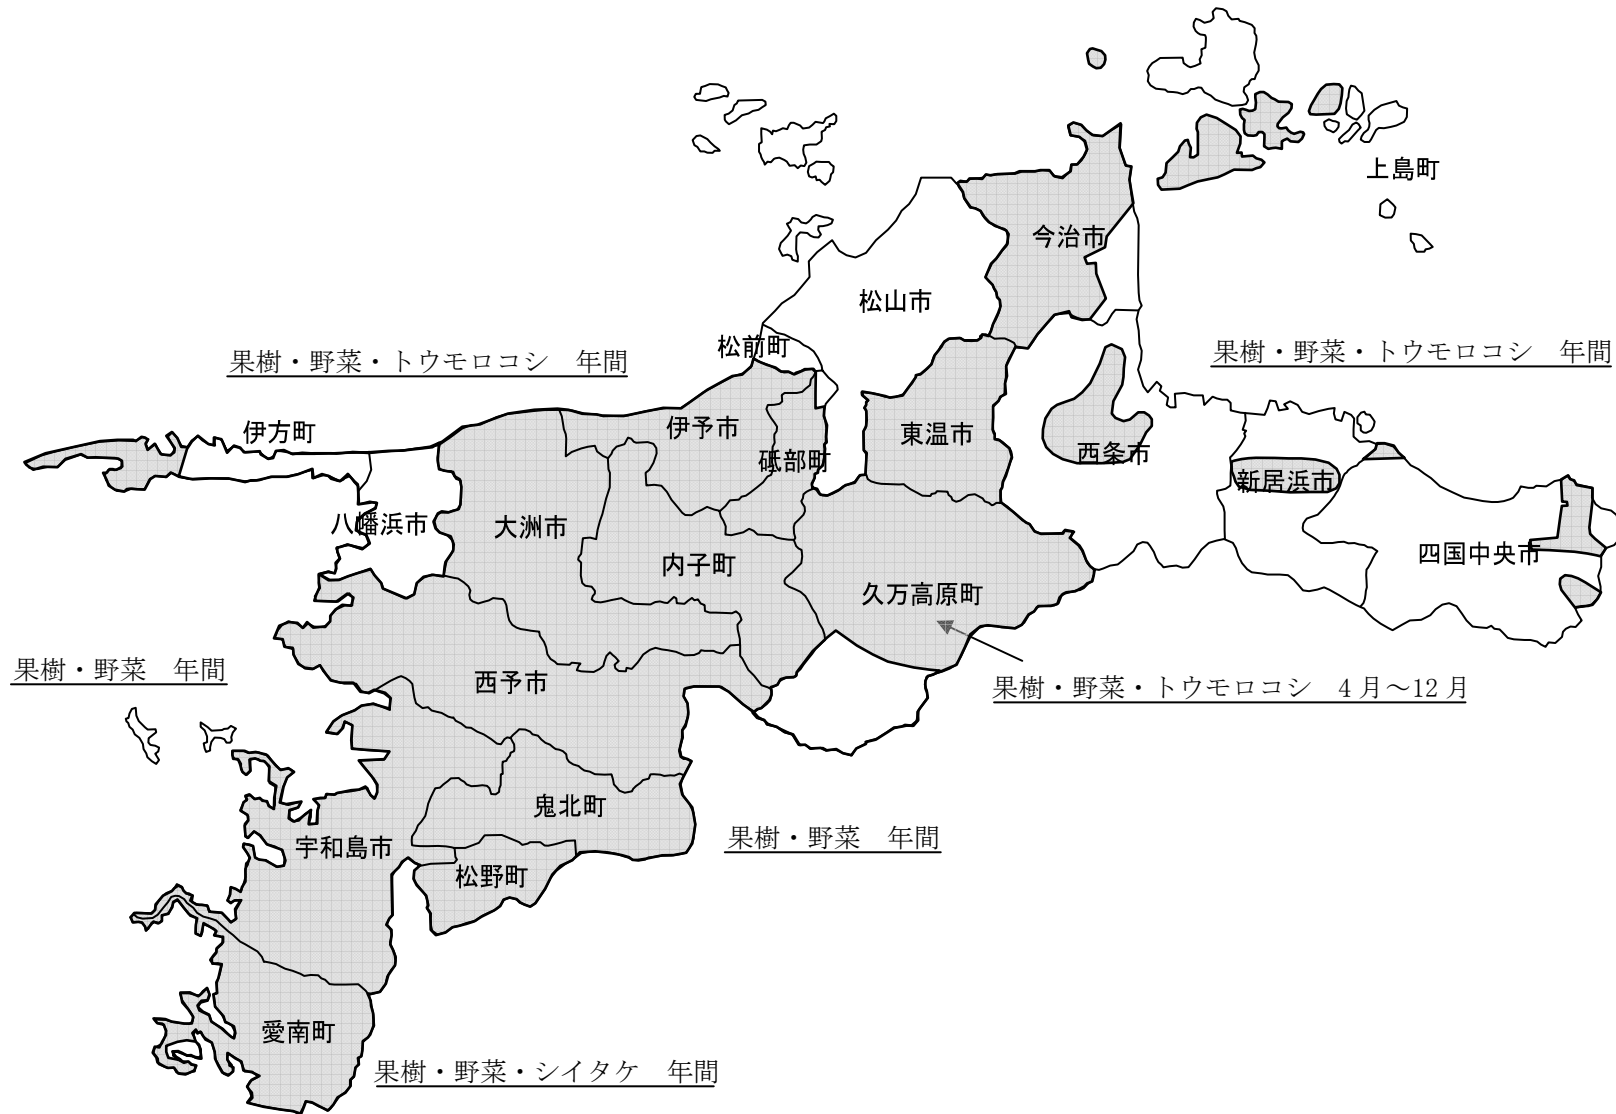 上島町
今治市
松山市
松前町
果樹・野菜・トウモロコシ　年間
果樹・野菜・トウモロコシ　年間
伊方町
伊予市
東温市
砥部町
西条市
新居浜市
八幡浜市
大洲市
四国中央市
内子町
久万高原町
果樹・野菜　年間
西予市
果樹・野菜・トウモロコシ　4月～12月
鬼北町
果樹・野菜　年間
宇和島市
松野町
愛南町
果樹・野菜・シイタケ　年間